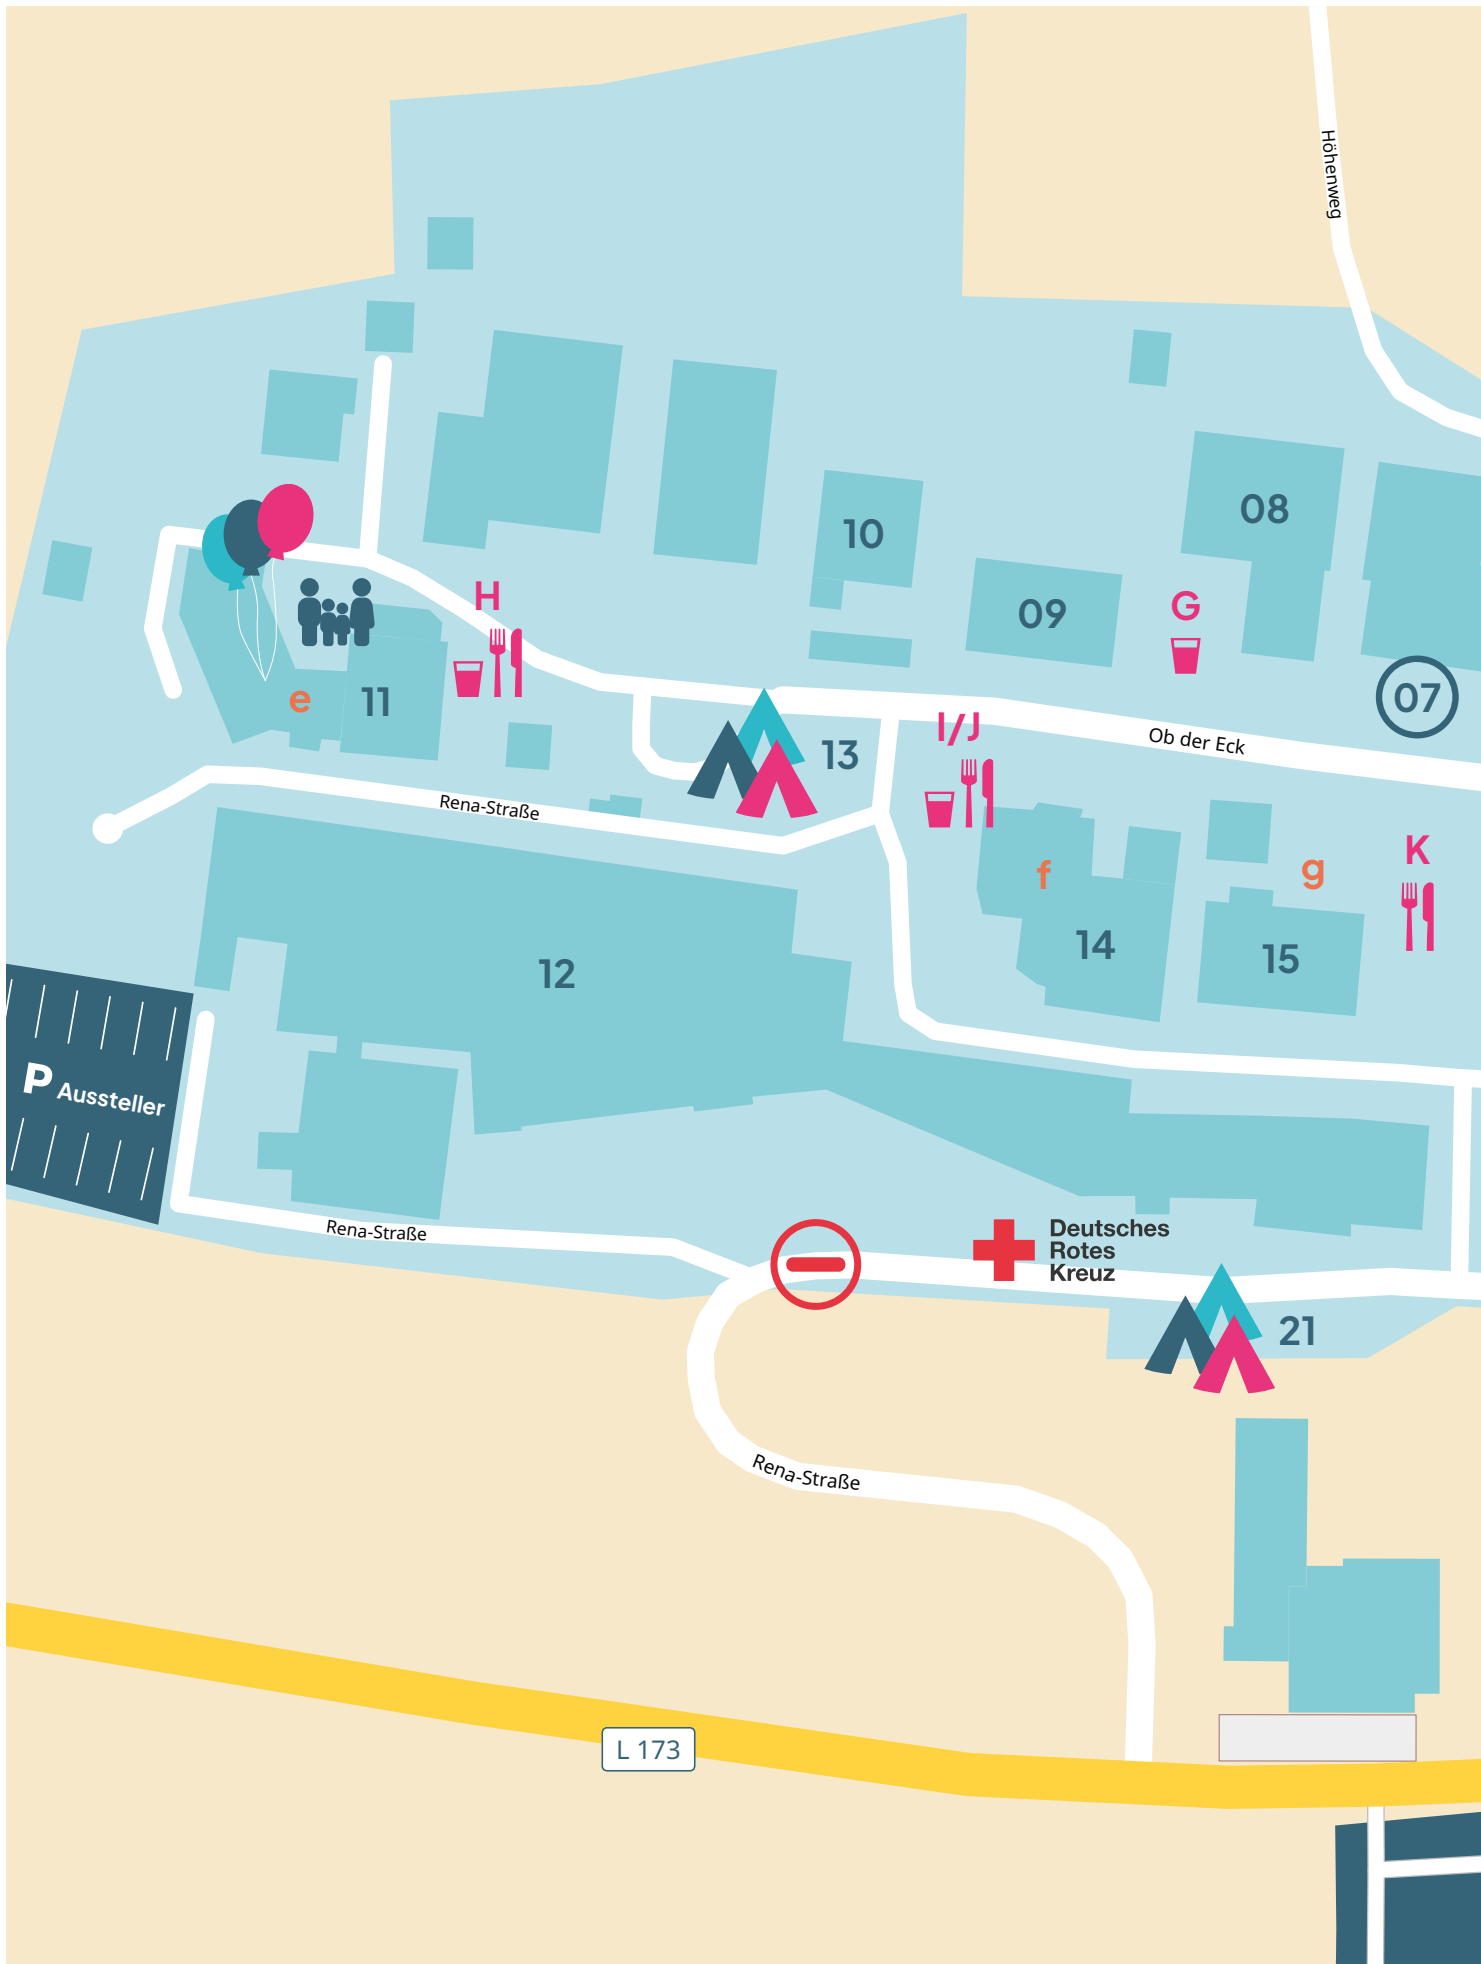 Höhenweg
08
10
H
G
09
e
11
07
I/J
13
Ob der Eck
Rena-Straße
f
g
K
14
15
12
P Aussteller
Rena-Straße
Deutsches
Rotes
Kreuz
21
Rena-Straße
L 173